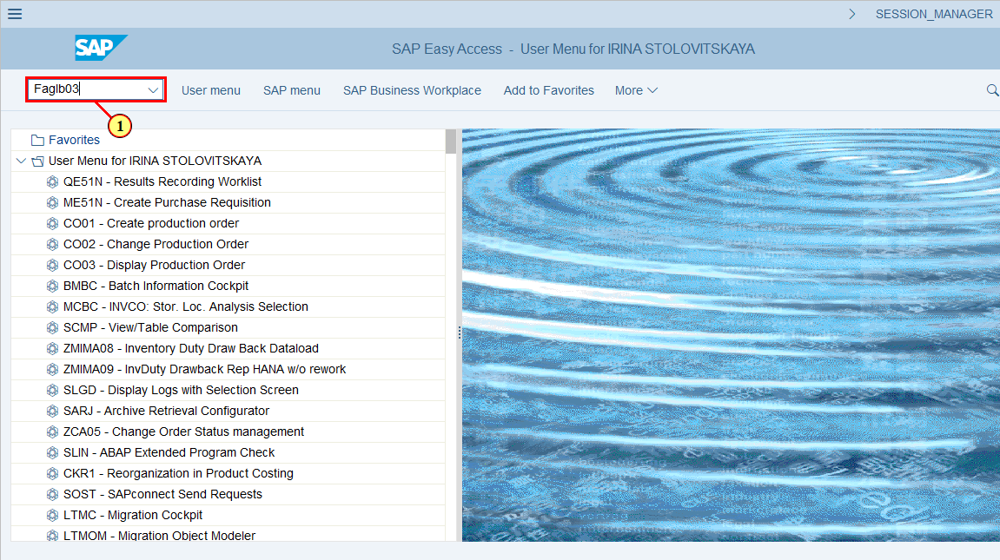 SESSION_MANAGER
SAP
SAP Easy Access - User Menu for IRINA STOLOVITSKAYA
Faglb03 User menu SAP menu SAP Business Workplace Add to Favorites More
1
Favorites
User Menu for IRINA STOLOVITSKAYA
QE51N - Results Recording Worklist
ME51N - Create Purchase Requisition
CO01 - Create production order
CO02 - Change Production Order
CO03 - Display Production Order
BMBC - Batch Information Cockpit
MCBC - INVCO: Stor. Loc. Analysis Selection
SCMP - View/Table Comparison
ZMIMA08 - Inventory Duty Draw Back Dataload
ZMIMA09 - InvDuty Drawback Rep HANA w/o rework
SLGD - Display Logs with Selection Screen
SARJ - Archive Retrieval Configurator
ZCA05 - Change Order Status management
SLIN - ABAP Extended Program Check
CKR1 - Reorganization in Product Costing
SOST - SAPconnect Send Requests
LTMC - Migration Cockpit
LTMOM - Migration Object Modeler